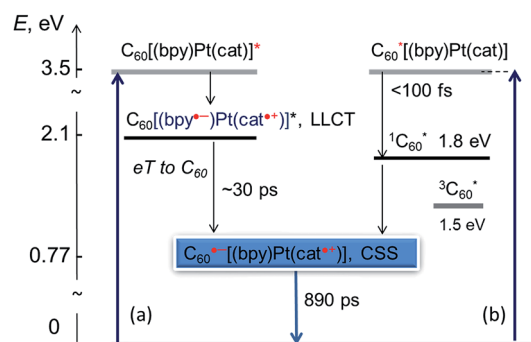 E, eV
C₆₀[(bpy)Pt(cat)]* C₆₀*[(bpy)Pt(cat)]
3.5
<100 fs
~
C₆₀[(bpy•−)Pt(cat•+)]*, LLCT
2.1
¹C₆₀* 1.8 eV
eT to C₆₀
~30 ps
³C₆₀*
1.5 eV
0.77
C₆₀•−[(bpy)Pt(cat•+)], CSS
~
890 ps
0
(a) (b)